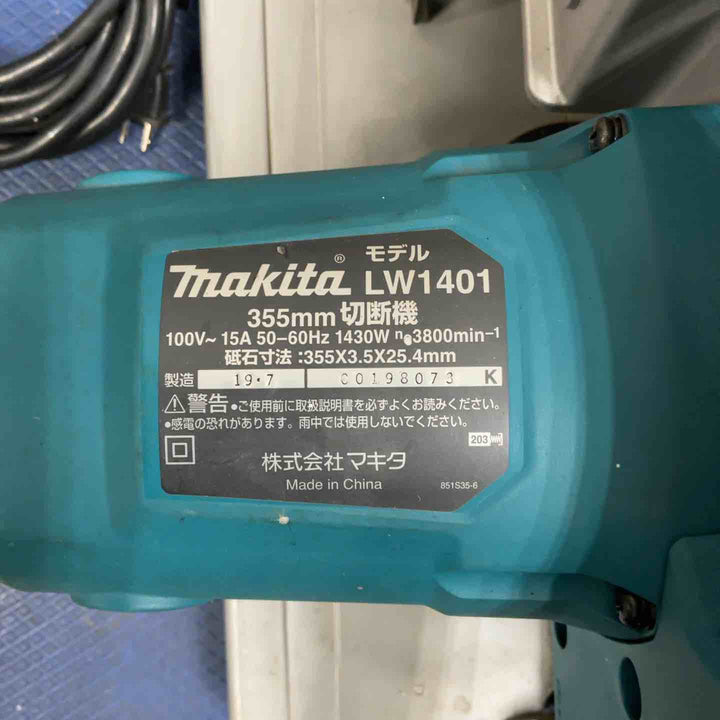 makita® モデル LW1401
355mm 切断機
100V~ 15A 50-60Hz 1430W n₀3800min⁻¹
砥石寸法 :355X3.5X25.4mm
製造 19・7 C0198073 K
⚠警告 ●ご使用前に取扱説明書を必ずよくお読みください。
●感電の恐れがあります。雨中では使用しないでください。
203
株式会社 マキタ
Made in China 851S35-6